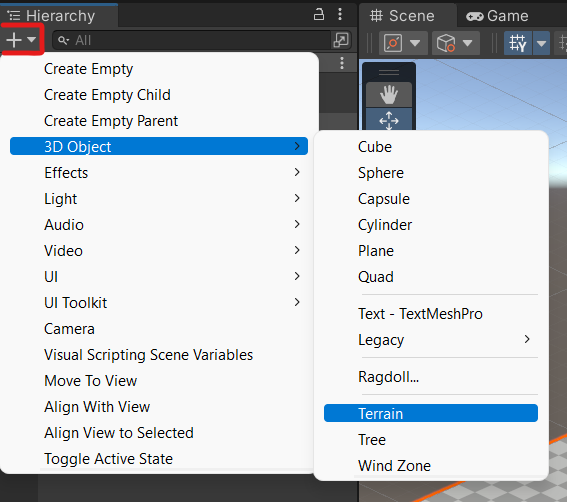 Hierarchy
Scene
Game
All
Create Empty
Create Empty Child
Create Empty Parent
3D Object
Effects
Light
Audio
Video
UI
UI Toolkit
Camera
Visual Scripting Scene Variables
Move To View
Align With View
Align View to Selected
Toggle Active State
Cube
Sphere
Capsule
Cylinder
Plane
Quad
Text - TextMeshPro
Legacy
Ragdoll...
Terrain
Tree
Wind Zone